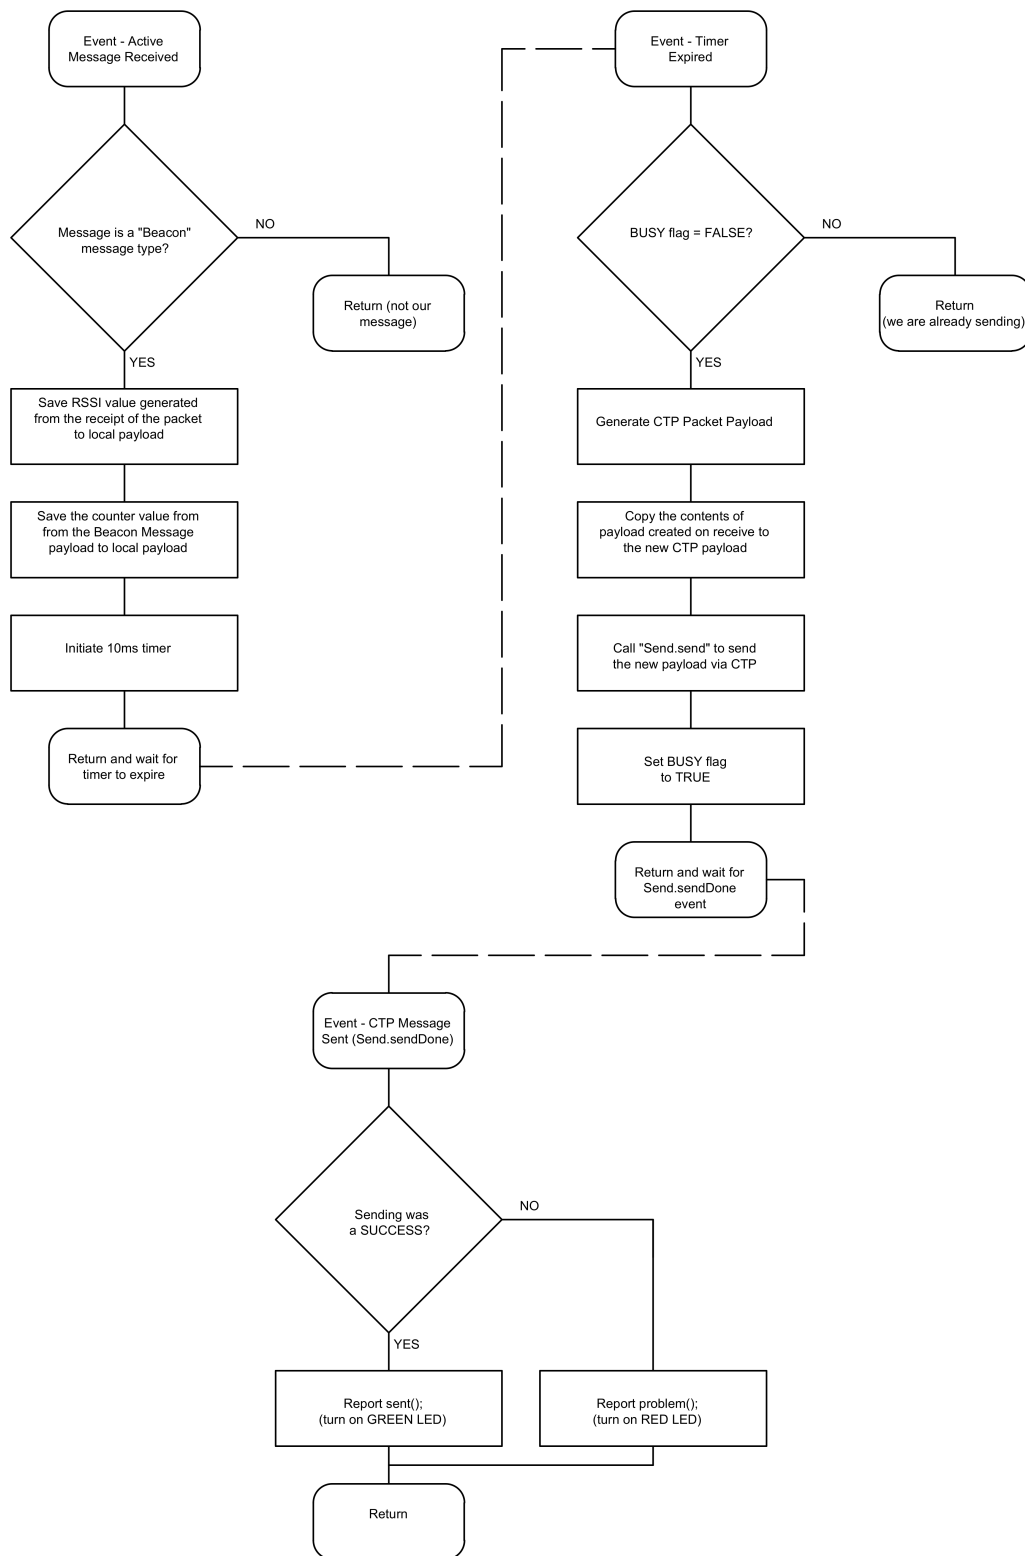 Event - Active
Message Received
Message is a "Beacon"
message type?
NO
Return (not our
message)
YES
Save RSSI value generated
from the receipt of the packet
to local payload
Save the counter value from
from the Beacon Message
payload to local payload
Initiate 10ms timer
Return and wait for
timer to expire
Event - Timer
Expired
BUSY flag = FALSE?
NO
Return
(we are already sending)
YES
Generate CTP Packet Payload
Copy the contents of
payload created on receive to
the new CTP payload
Call "Send.send" to send
the new payload via CTP
Set BUSY flag
to TRUE
Return and wait for
Send.sendDone
event
Event - CTP Message
Sent (Send.sendDone)
Sending was
a SUCCESS?
NO
YES
Report sent();
(turn on GREEN LED)
Report problem();
(turn on RED LED)
Return